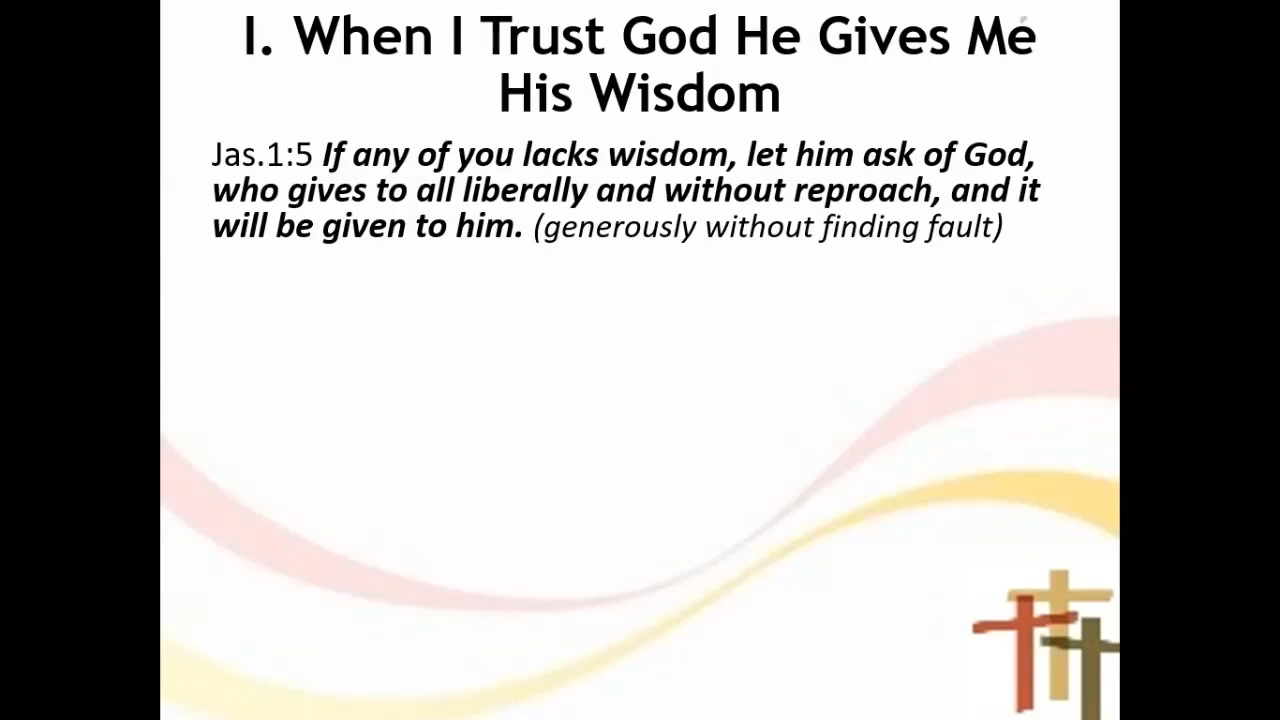 I. When I Trust God He Gives Me
His Wisdom
Jas.1:5 If any of you lacks wisdom, let him ask of God,
who gives to all liberally and without reproach, and it
will be given to him. (generously without finding fault)